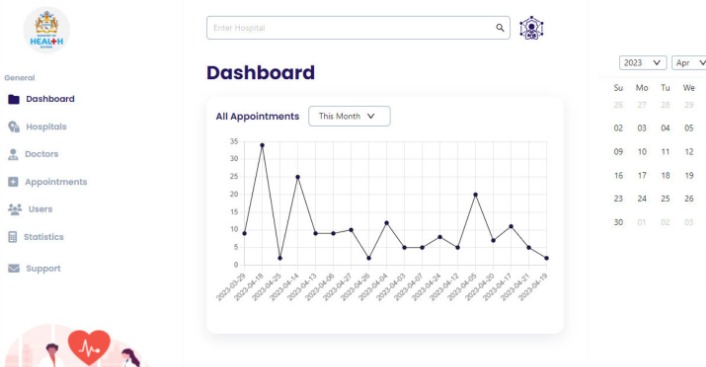 HEALTH
General
Dashboard
Hospitals
Doctors
Appointments
Users
Statistics
Support
Enter Hospital
Dashboard
All Appointments
This Month
35
30
25
20
15
10
5
0
2023-03-29
2023-04-18
2023-04-25
2023-04-14
2023-04-13
2023-04-06
2023-04-27
2023-04-26
2023-04-04
2023-04-03
2023-04-07
2023-04-24
2023-04-12
2023-04-05
2023-04-20
2023-04-17
2023-04-21
2023-04-19
2023 Apr
Su Mo Tu We
26 27 28 29
02 03 04 05
09 10 11 12
16 17 18 19
23 24 25 26
30 01 02 03